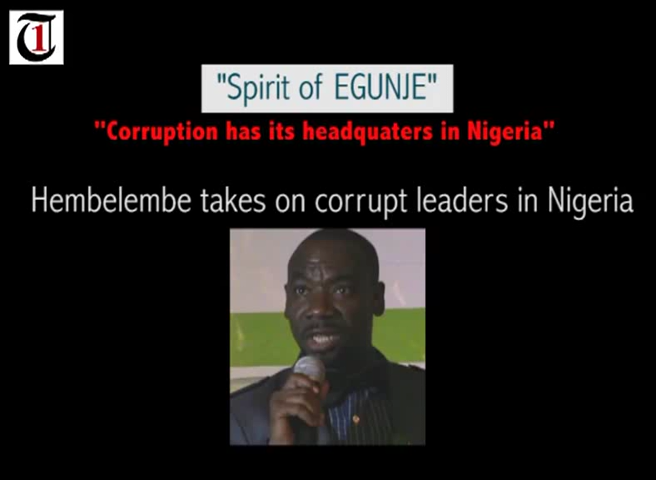 T1
"Spirit of EGUNJE"
"Corruption has its headquaters in Nigeria"
Hembelembe takes on corrupt leaders in Nigeria